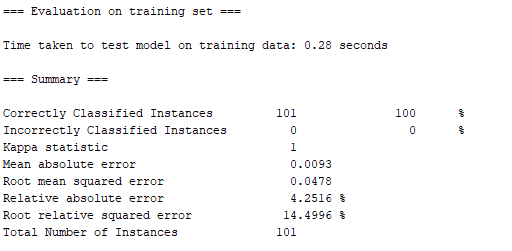 === Evaluation on training set ===
Time taken to test model on training data: 0.28 seconds
=== Summary ===
Correctly Classified Instances         101              100      %
Incorrectly Classified Instances         0                0      %
Kappa statistic                          1
Mean absolute error                      0.0093
Root mean squared error                  0.0478
Relative absolute error                  4.2516 %
Root relative squared error             14.4996 %
Total Number of Instances              101